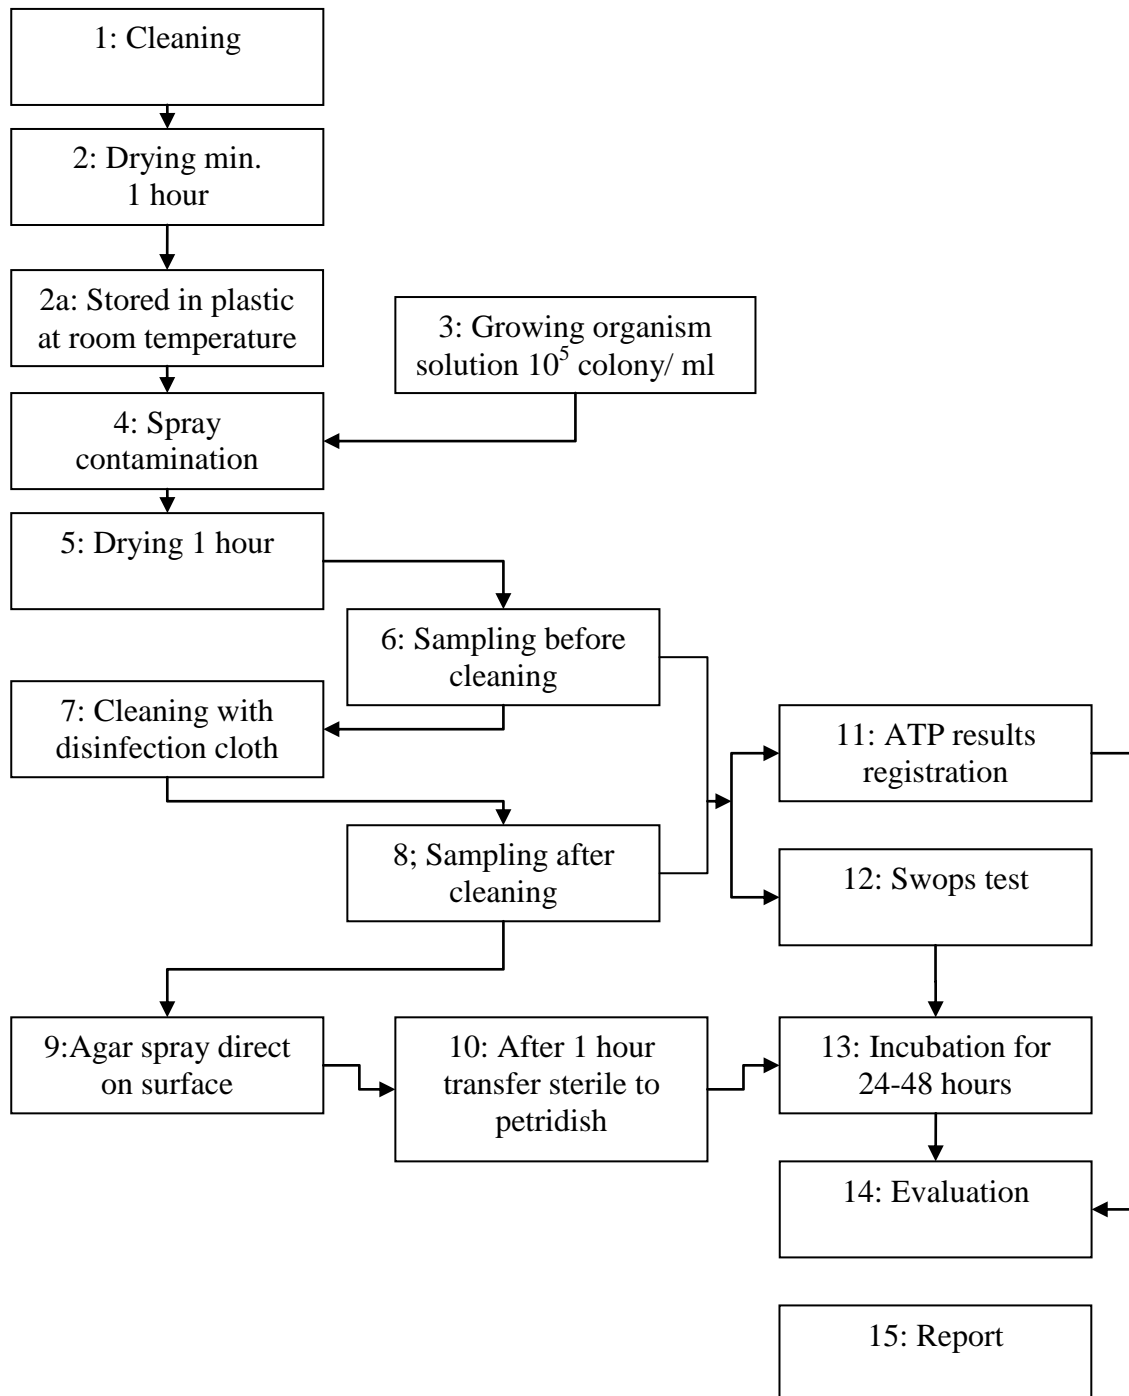 1: Cleaning
2: Drying min.
1 hour
2a: Stored in plastic
at room temperature
3: Growing organism
solution 10⁵ colony/ ml
4: Spray
contamination
5: Drying 1 hour
6: Sampling before
cleaning
7: Cleaning with
disinfection cloth
8; Sampling after
cleaning
9:Agar spray direct
on surface
10: After 1 hour
transfer sterile to
petridish
11: ATP results
registration
12: Swops test
13: Incubation for
24-48 hours
14: Evaluation
15: Report